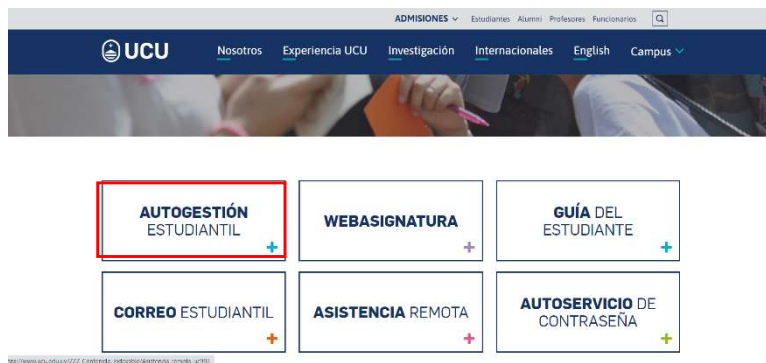 ADMISIONES Estudiantes Alumni Profesores Funcionarios
UCU Nosotros Experiencia UCU Investigación Internacionales English Campus
AUTOGESTIÓN
ESTUDIANTIL
WEBASIGNATURA
GUÍA DEL
ESTUDIANTE
CORREO ESTUDIANTIL
ASISTENCIA REMOTA
AUTOSERVICIO DE
CONTRASEÑA